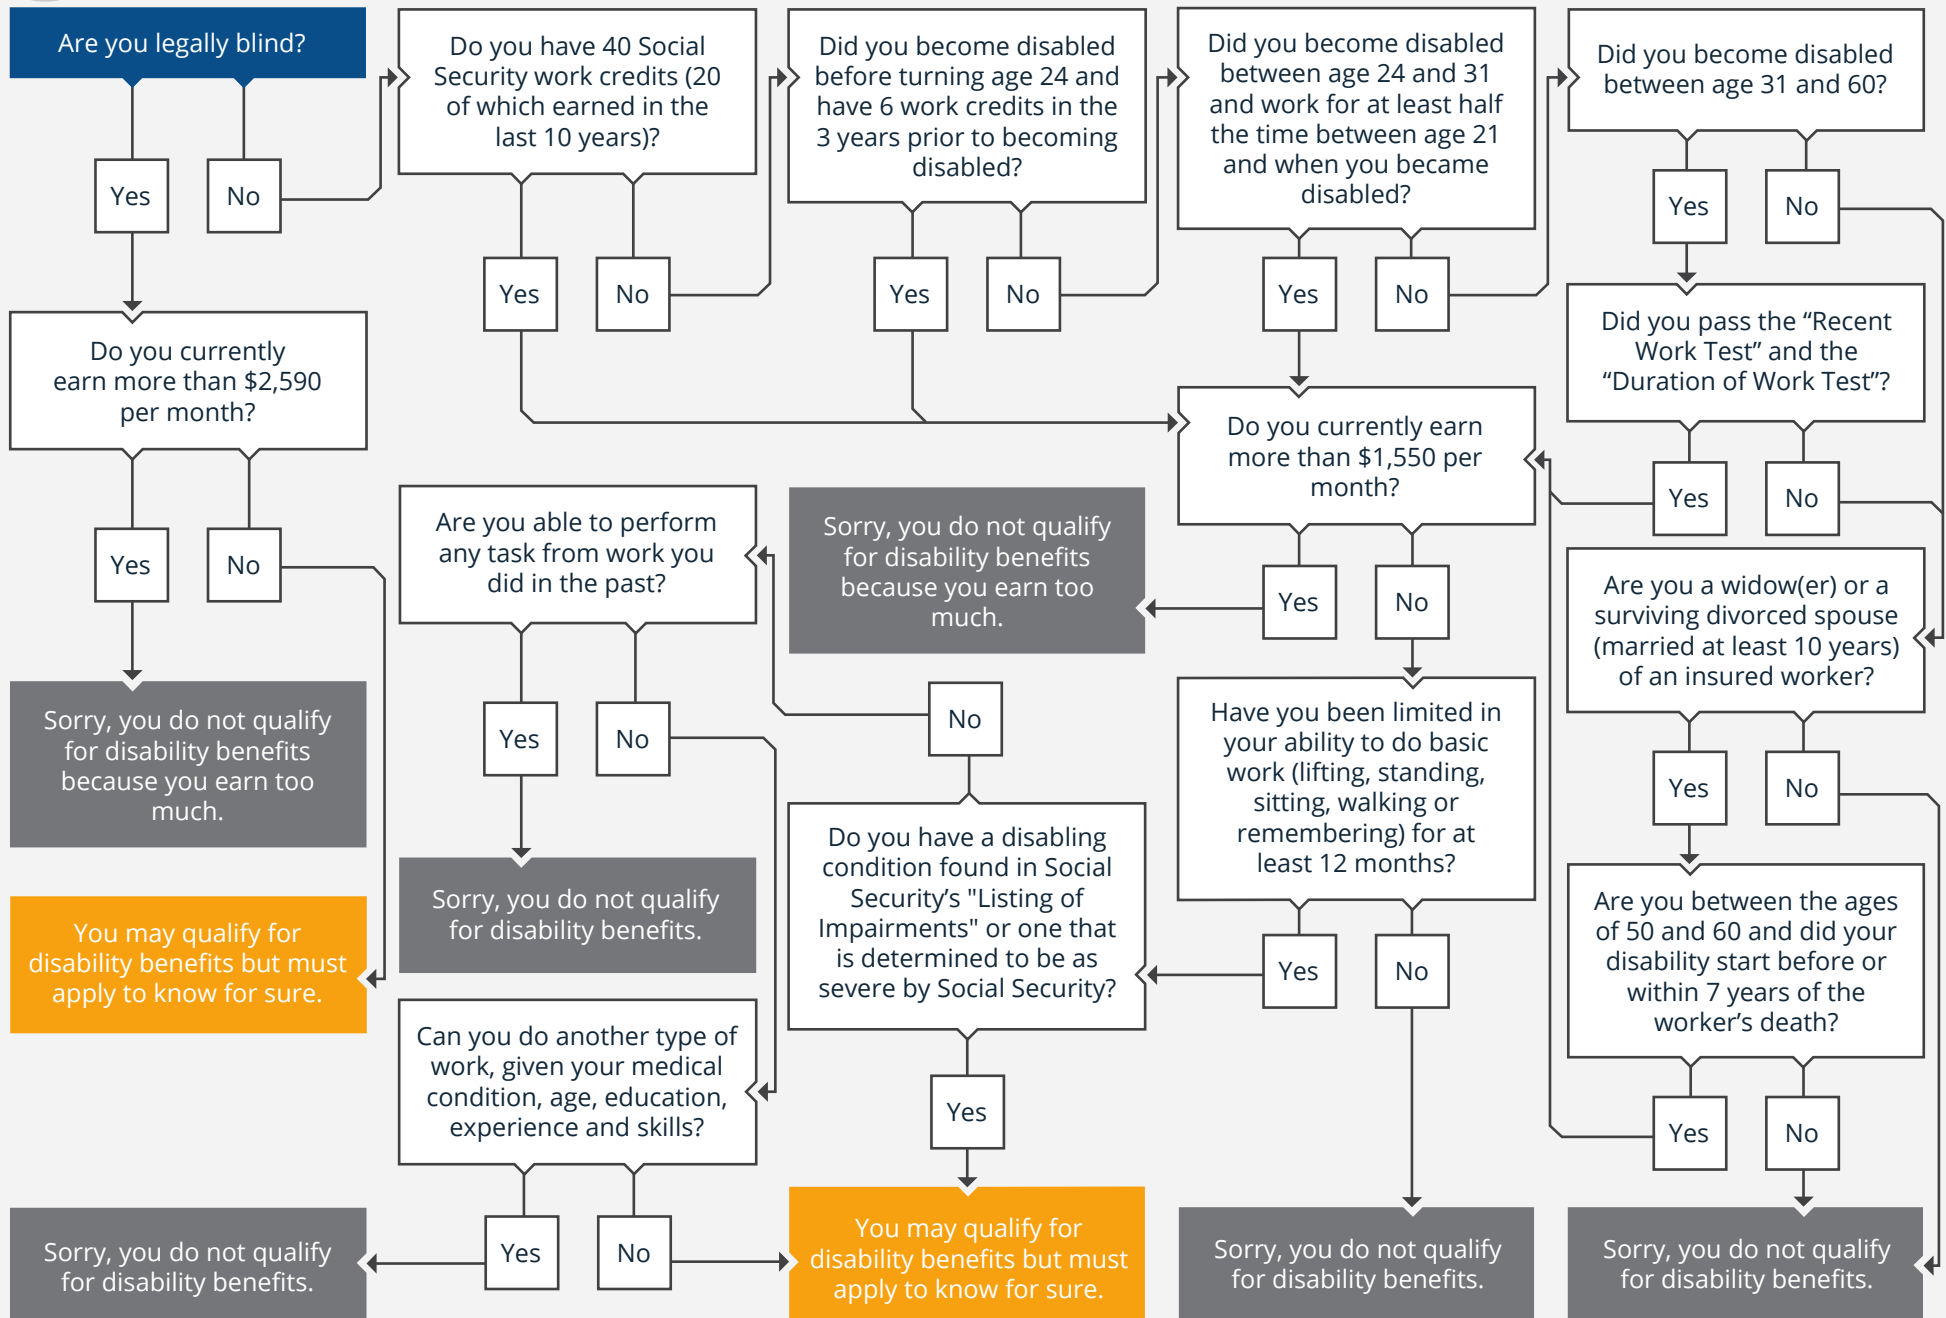 Are you legally blind?
Yes
No
Do you have 40 Social
Security work credits (20
of which earned in the
last 10 years)?
Yes
No
Did you become disabled
before turning age 24 and
have 6 work credits in the
3 years prior to becoming
disabled?
Yes
No
Did you become disabled
between age 24 and 31
and work for at least half
the time between age 21
and when you became
disabled?
Yes
No
Did you become disabled
between age 31 and 60?
Yes
No
Did you pass the “Recent
Work Test” and the
“Duration of Work Test”?
Yes
No
Do you currently
earn more than $2,590
per month?
Yes
No
Sorry, you do not qualify
for disability benefits
because you earn too
much.
You may qualify for
disability benefits but must
apply to know for sure.
Do you currently earn
more than $1,550 per
month?
Yes
No
Sorry, you do not qualify
for disability benefits
because you earn too
much.
Are you a widow(er) or a
surviving divorced spouse
(married at least 10 years)
of an insured worker?
Yes
No
Are you between the ages
of 50 and 60 and did your
disability start before or
within 7 years of the
worker’s death?
Yes
No
Sorry, you do not qualify
for disability benefits.
Have you been limited in
your ability to do basic
work (lifting, standing,
sitting, walking or
remembering) for at
least 12 months?
Yes
No
Sorry, you do not qualify
for disability benefits.
No
Do you have a disabling
condition found in Social
Security’s "Listing of
Impairments" or one that
is determined to be as
severe by Social Security?
Yes
You may qualify for
disability benefits but must
apply to know for sure.
Are you able to perform
any task from work you
did in the past?
Yes
No
Sorry, you do not qualify
for disability benefits.
Can you do another type of
work, given your medical
condition, age, education,
experience and skills?
Yes
No
Sorry, you do not qualify
for disability benefits.